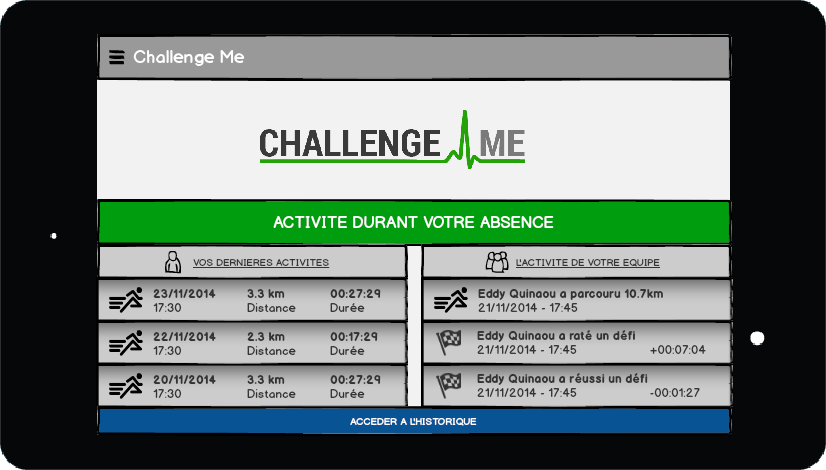 Challenge Me
CHALLENGE ME
ACTIVITE DURANT VOTRE ABSENCE
VOS DERNIERES ACTIVITES
23/11/2014 3.3 km 00:27:29
17:30 Distance Durée
22/11/2014 2.3 km 00:17:29
17:30 Distance Durée
20/11/2014 3.3 km 00:27:29
17:30 Distance Durée
L'ACTIVITE DE VOTRE EQUIPE
Eddy Quinaou a parcouru 10.7km
21/11/2014 - 17:45
Eddy Quinaou a raté un défi
21/11/2014 - 17:45 +00:07:04
Eddy Quinaou a réussi un défi
21/11/2014 - 17:45 -00:01:27
ACCEDER A L'HISTORIQUE